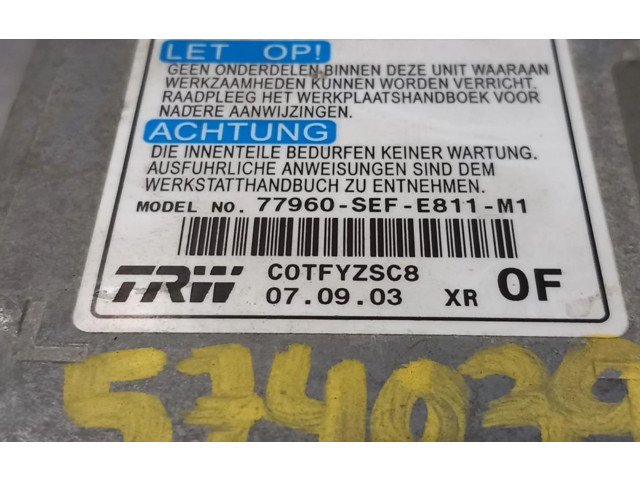 LET OP!
GEEN ONDERDELEN BINNEN DEZE UNIT WAARAAN
WERKZAAMHEDEN KUNNEN WORDEN VERRICHT.
RAADPLEEG HET WERKPLAATSHANDBOEK VOOR
NADERE AANWIJZINGEN.
ACHTUNG
DIE INNENTEILE BEDURFEN KEINER WARTUNG.
AUSFUHRLICHE ANWEISUNGEN SIND DEM
WERKSTATTHANDBUCH ZU ENTNEHMEN.
MODEL NO. 77960-SEF-E811-M1
TRW C0TFYZSC8
07.09.03 XR 0F
574039